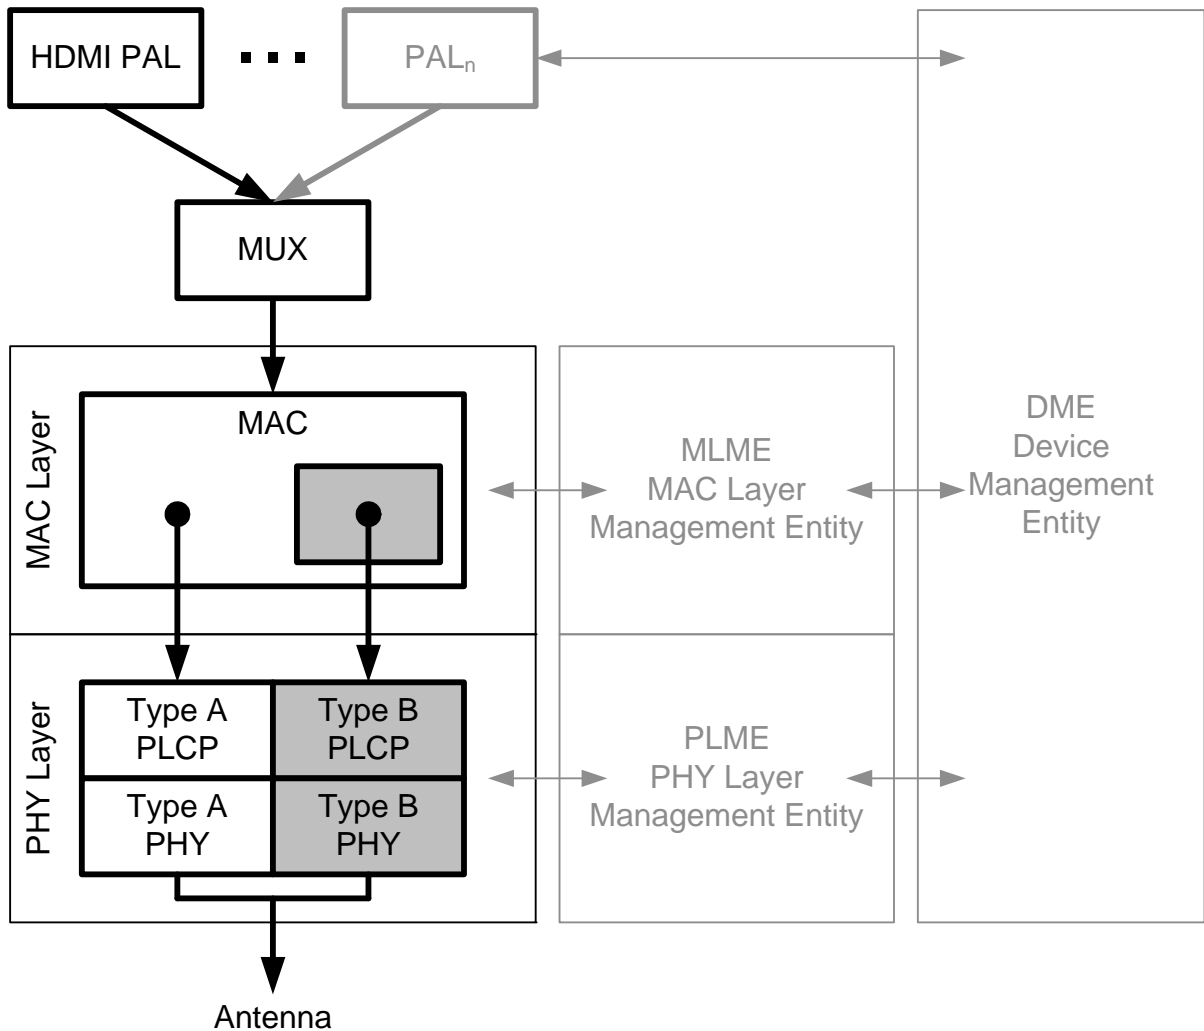 HDMI PAL
PALn
MUX
MAC Layer
MAC
MLME
MAC Layer
Management Entity
DME
Device
Management
Entity
PHY Layer
Type A
PLCP
Type B
PLCP
Type A
PHY
Type B
PHY
PLME
PHY Layer
Management Entity
Antenna